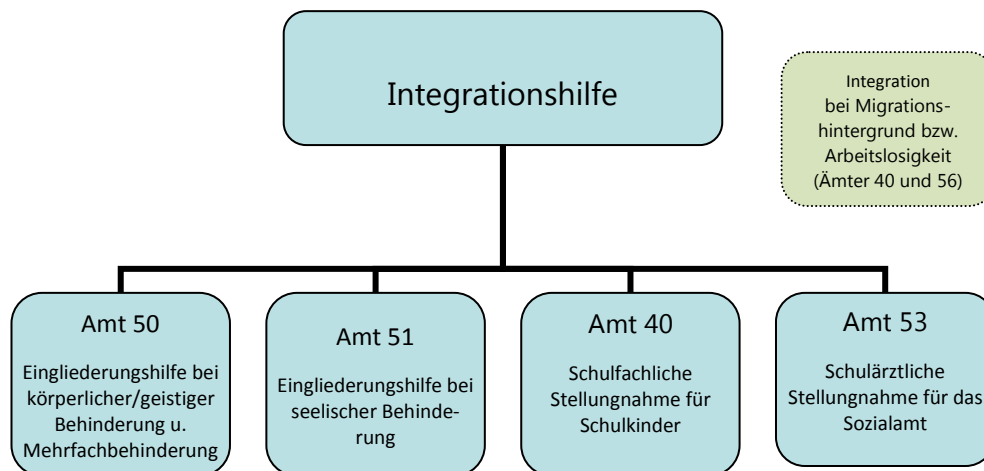 Integrationshilfe
Integration
bei Migrations-
hintergrund bzw.
Arbeitslosigkeit
(Ämter 40 und 56)
Amt 50
Eingliederungshilfe bei
körperlicher/geistiger
Behinderung u.
Mehrfachbehinderung
Amt 51
Eingliederungshilfe bei
seelischer Behinde-
rung
Amt 40
Schulfachliche
Stellungnahme für
Schulkinder
Amt 53
Schulärztliche
Stellungnahme für das
Sozialamt